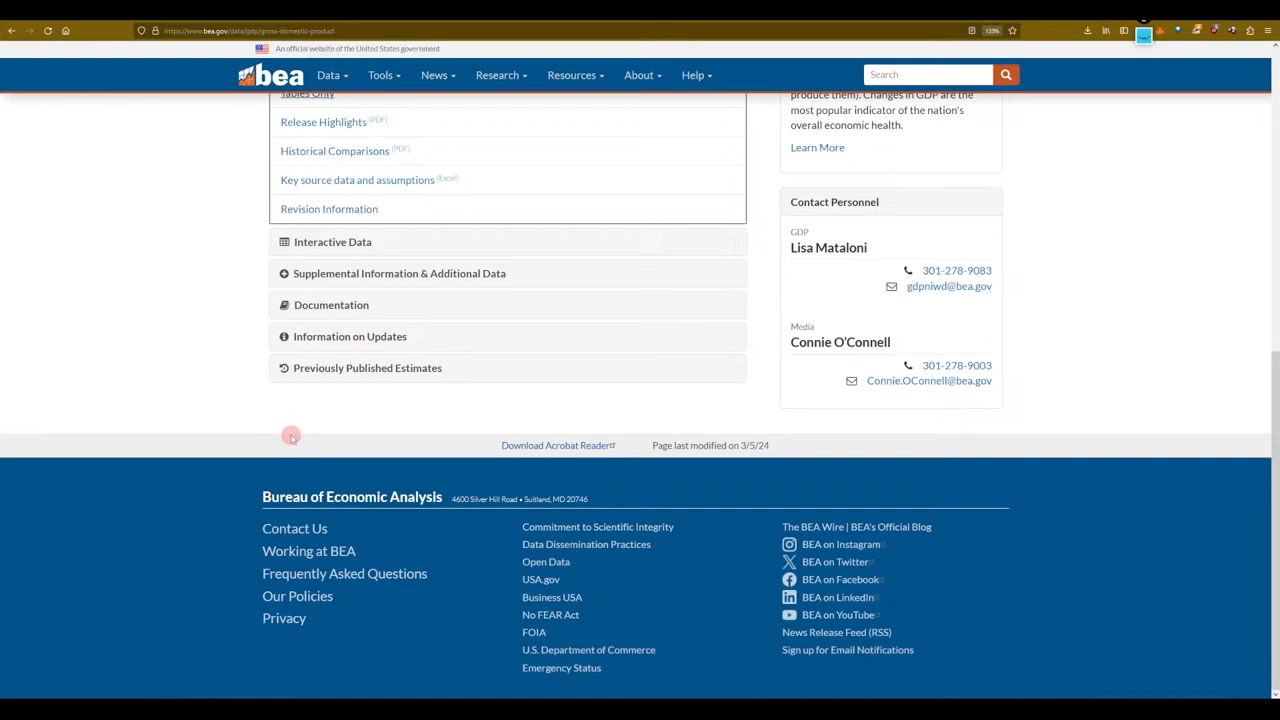 https://www.bea.gov/data/gdp/gross-domestic-product
133%
An official website of the United States government
bea
Data
Tools
News
Research
Resources
About
Help
Search
Tables Only
Release Highlights (PDF)
Historical Comparisons (PDF)
Key source data and assumptions (Excel)
Revision Information
Interactive Data
Supplemental Information & Additional Data
Documentation
Information on Updates
Previously Published Estimates
produce them). Changes in GDP are the
most popular indicator of the nation's
overall economic health.
Learn More
Contact Personnel
GDP
Lisa Mataloni
301-278-9083
gdpniwd@bea.gov
Media
Connie O'Connell
301-278-9003
Connie.OConnell@bea.gov
Download Acrobat Reader
Page last modified on 3/5/24
Bureau of Economic Analysis 4600 Silver Hill Road • Suitland, MD 20746
Contact Us
Working at BEA
Frequently Asked Questions
Our Policies
Privacy
Commitment to Scientific Integrity
Data Dissemination Practices
Open Data
USA.gov
Business USA
No FEAR Act
FOIA
U.S. Department of Commerce
Emergency Status
The BEA Wire | BEA's Official Blog
BEA on Instagram
BEA on Twitter
BEA on Facebook
BEA on LinkedIn
BEA on YouTube
News Release Feed (RSS)
Sign up for Email Notifications